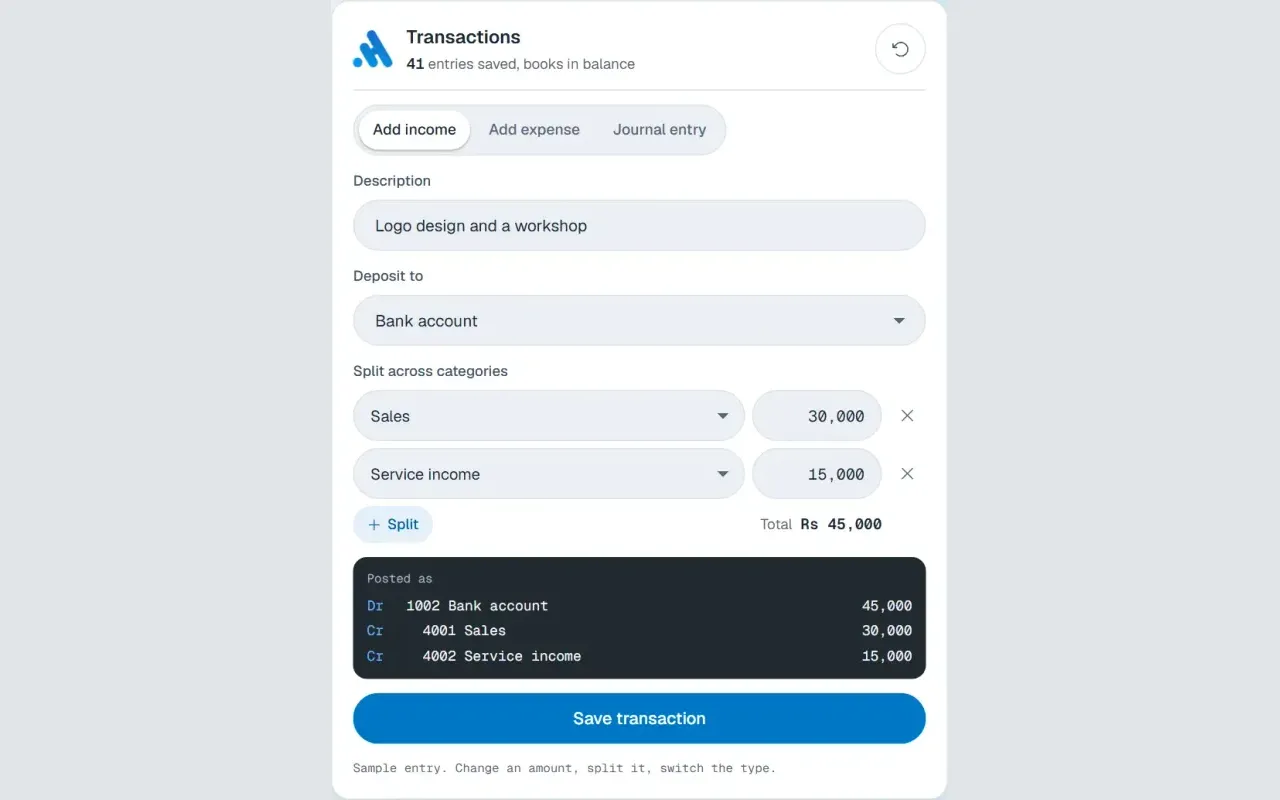 Transactions
41 entries saved, books in balance
Add income Add expense Journal entry
Description
Logo design and a workshop
Deposit to
Bank account
Split across categories
Sales 30,000
Service income 15,000
+ Split Total Rs 45,000
Posted as
Dr 1002 Bank account 45,000
Cr 4001 Sales 30,000
Cr 4002 Service income 15,000
Save transaction
Sample entry. Change an amount, split it, switch the type.